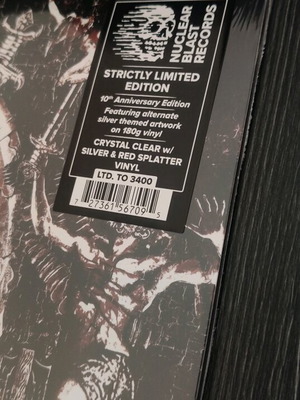 NUCLEAR
BLAST
RECORDS
STRICTLY LIMITED
EDITION
10th Anniversary Edition
Featuring alternate
silver themed artwork
on 180g vinyl
CRYSTAL CLEAR w/
SILVER & RED SPLATTER
VINYL
LTD. TO 3400
7 27361 56709 5